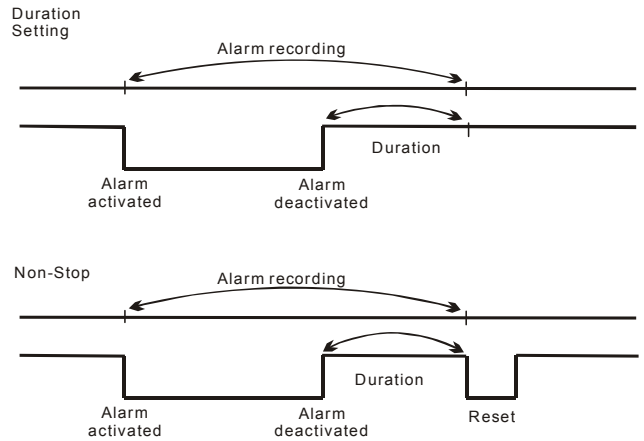 Duration
Setting
Alarm recording
Duration
Alarm
activated
Alarm
deactivated
Non-Stop
Alarm recording
Duration
Alarm
activated
Alarm
deactivated
Reset